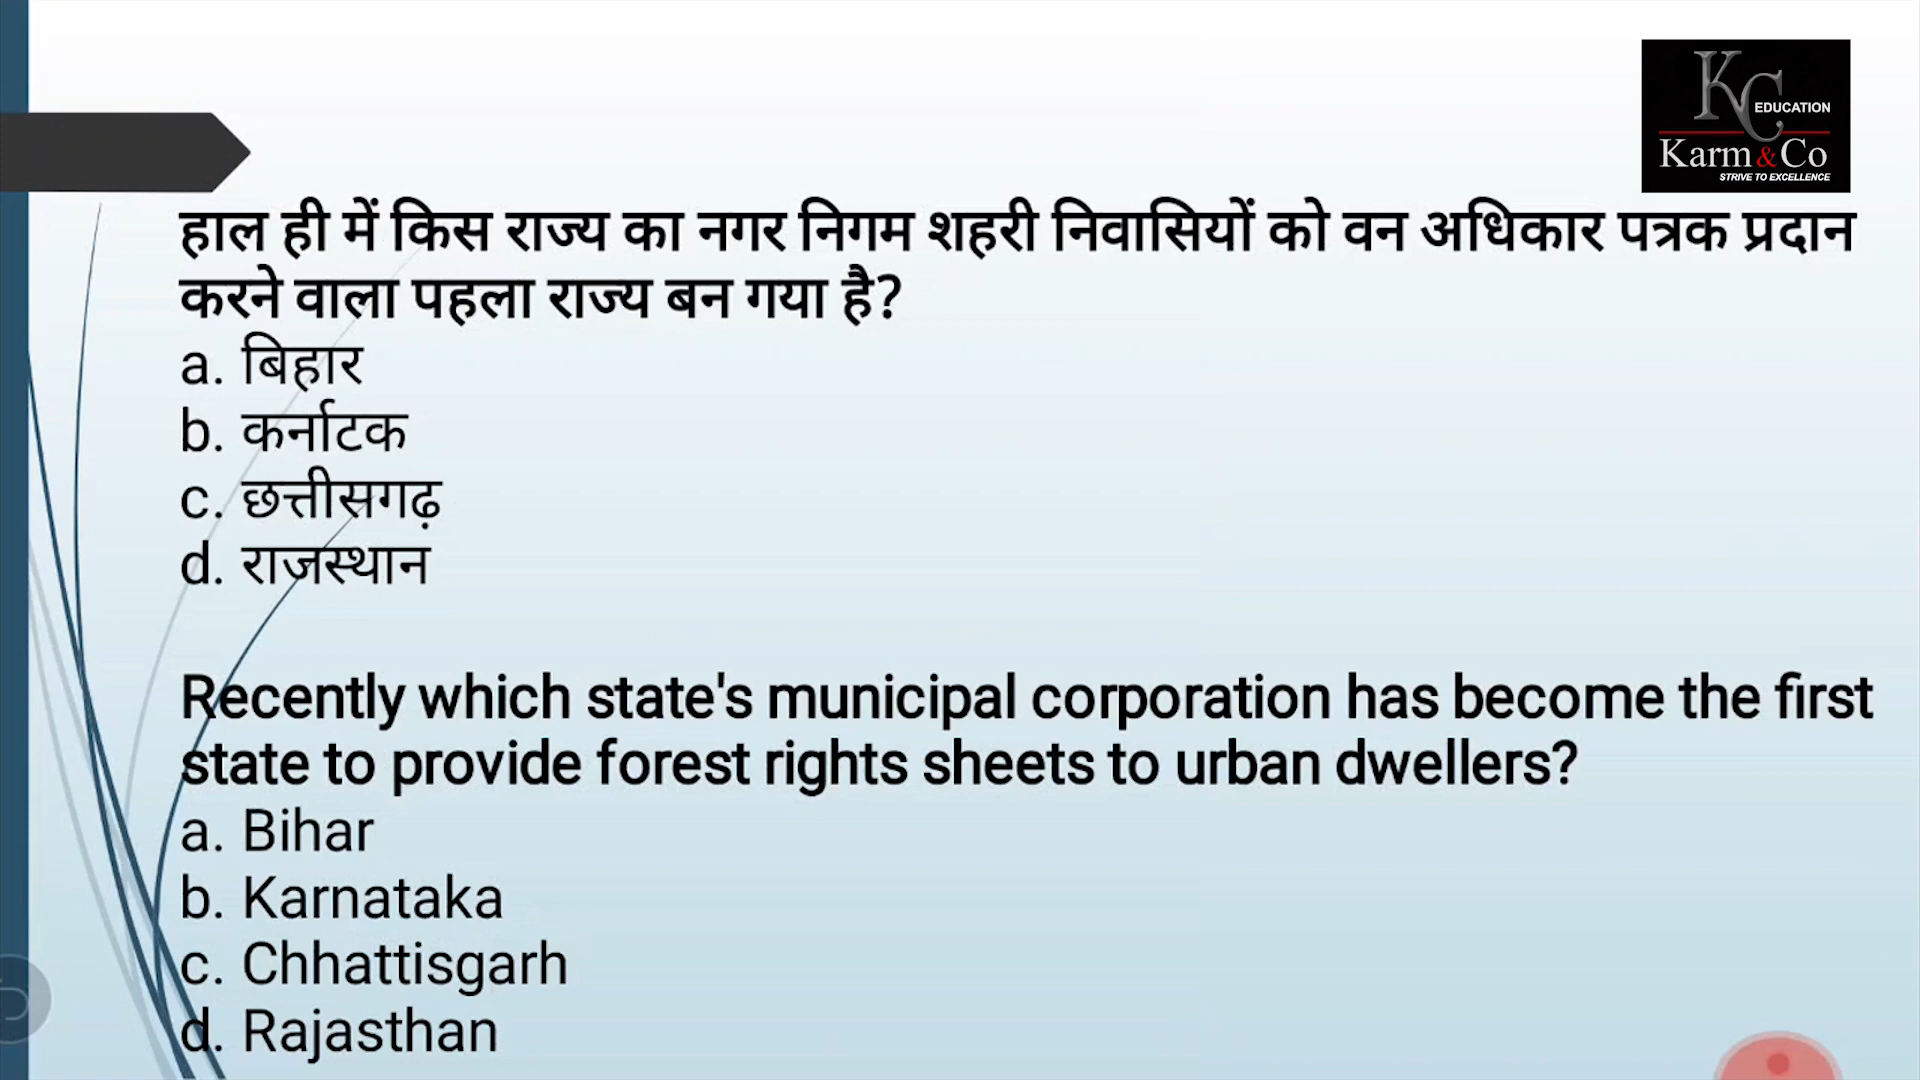 KC EDUCATION
Karm & Co
STRIVE TO EXCELLENCE
हाल ही में किस राज्य का नगर निगम शहरी निवासियों को वन अधिकार पत्रक प्रदान
करने वाला पहला राज्य बन गया है?
a. बिहार
b. कर्नाटक
c. छत्तीसगढ़
d. राजस्थान
Recently which state's municipal corporation has become the first
state to provide forest rights sheets to urban dwellers?
a. Bihar
b. Karnataka
c. Chhattisgarh
d. Rajasthan